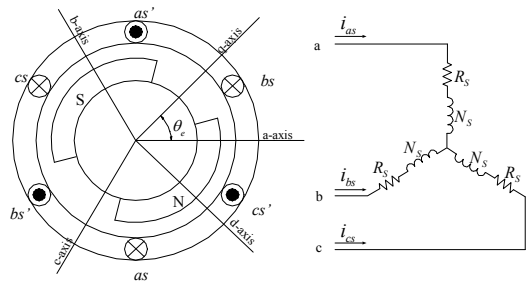 as'
b-axis
q-axis
cs
bs
S
θe
a-axis
N
bs'
cs'
c-axis
d-axis
as
ias
a
RS
NS
NS
NS
RS
RS
ibs
b
ics
c